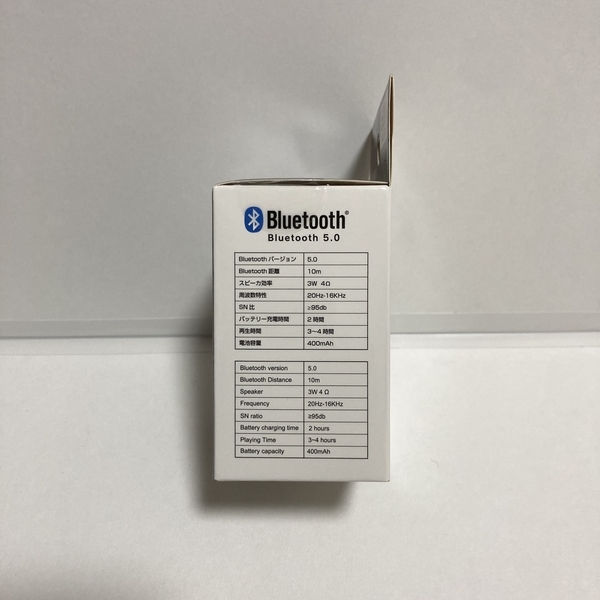 Bluetooth®
Bluetooth 5.0
Bluetooth バージョン 5.0
Bluetooth 距離 10m
スピーカ効率 3W 4Ω
周波数特性 20Hz-16KHz
SN 比 ≥95db
バッテリー充電時間 2 時間
再生時間 3~4 時間
電池容量 400mAh
Bluetooth version 5.0
Bluetooth Distance 10m
Speaker 3W 4 Ω
Frequency 20Hz-16KHz
SN ratio ≥95db
Battery charging time 2 hours
Playing Time 3~4 hours
Battery capacity 400mAh